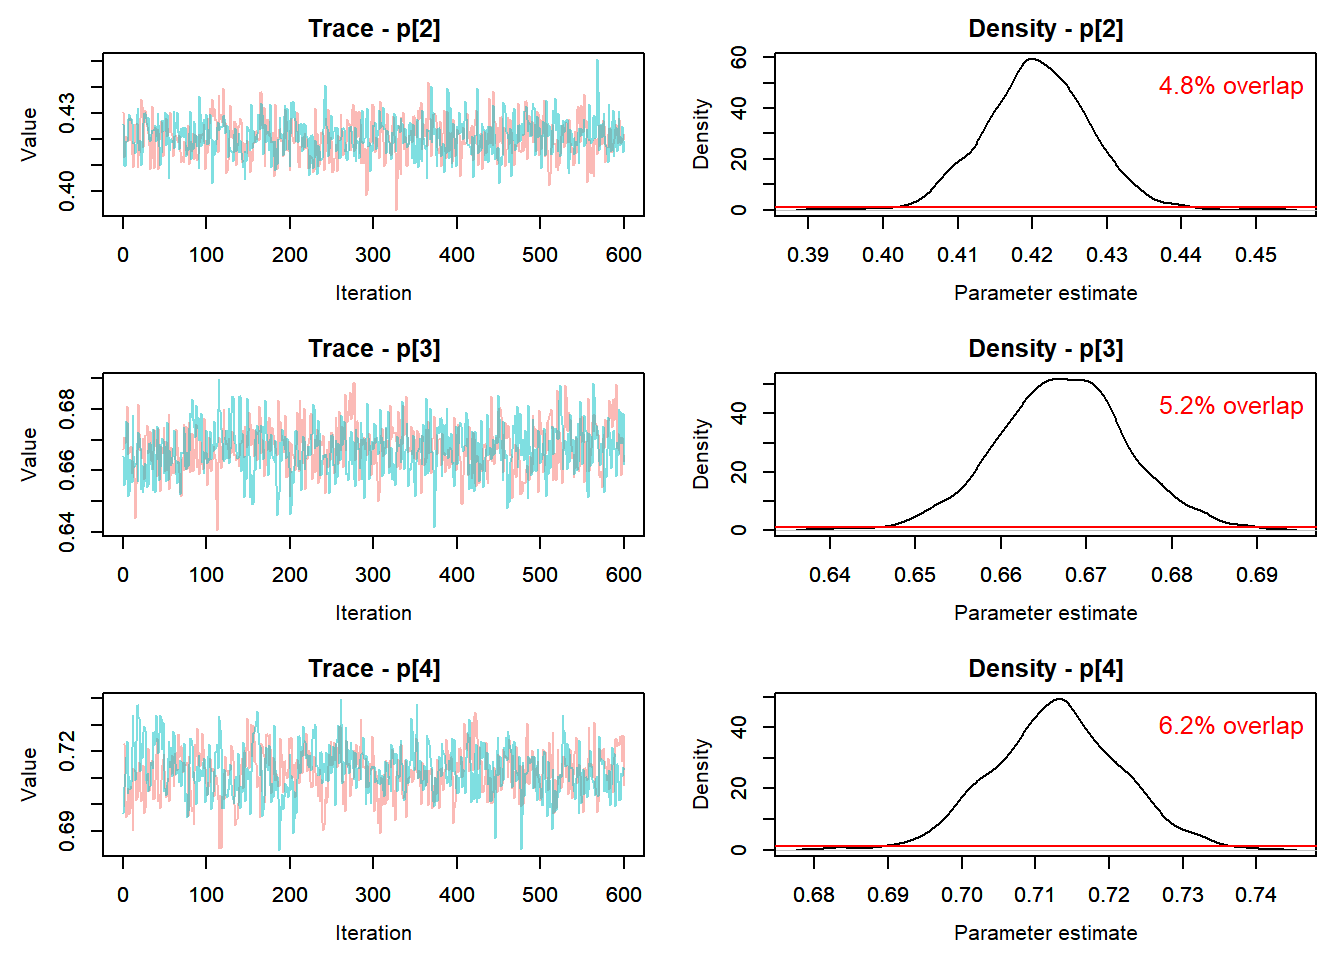 Trace - p[2]
Value
0.40 0.43
0 100 200 300 400 500 600
Iteration
Density - p[2]
4.8% overlap
Density
0 20 40 60
0.39 0.40 0.41 0.42 0.43 0.44 0.45
Parameter estimate
Trace - p[3]
Value
0.64 0.66 0.68
0 100 200 300 400 500 600
Iteration
Density - p[3]
5.2% overlap
Density
0 20 40
0.64 0.65 0.66 0.67 0.68 0.69
Parameter estimate
Trace - p[4]
Value
0.69 0.72
0 100 200 300 400 500 600
Iteration
Density - p[4]
6.2% overlap
Density
0 20 40
0.68 0.69 0.70 0.71 0.72 0.73 0.74
Parameter estimate